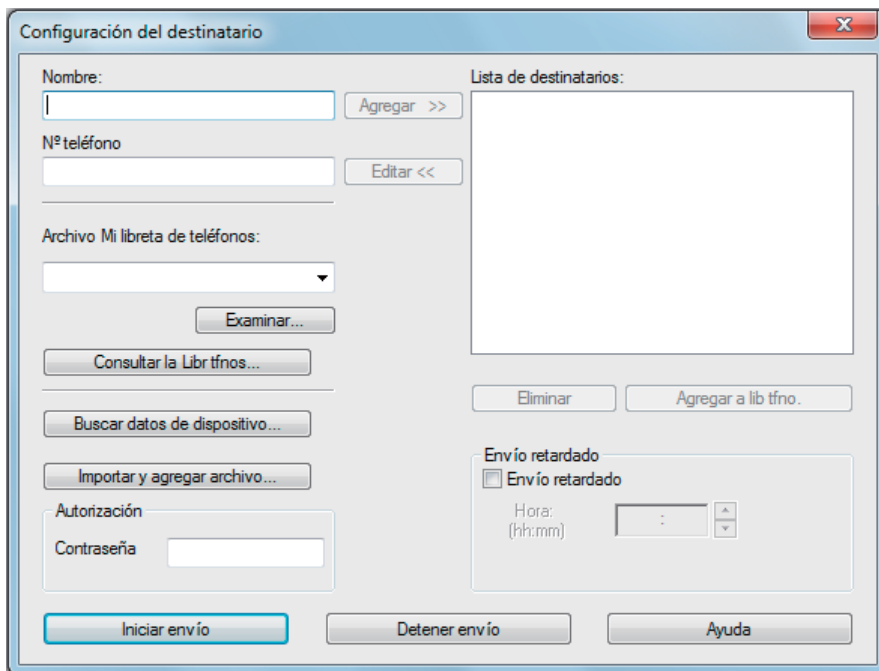 Configuración del destinatario
Nombre:
Agregar >>
Nº teléfono
Editar <<
Archivo Mi libreta de teléfonos:
Examinar...
Consultar la Libr tfnos...
Buscar datos de dispositivo...
Importar y agregar archivo...
Autorización
Contraseña
Lista de destinatarios:
Eliminar
Agregar a lib tfno.
Envío retardado
Envío retardado
Hora:
(hh:mm)
:
Iniciar envío
Detener envío
Ayuda